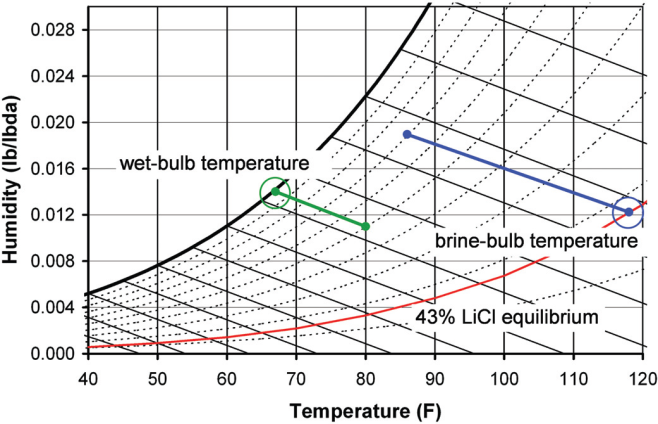 0.028
0.024
0.020
0.016
0.012
0.008
0.004
0.000
Humidity (lb/lbda)
wet-bulb temperature
brine-bulb temperature
43% LiCl equilibrium
40 50 60 70 80 90 100 110 120
Temperature (F)